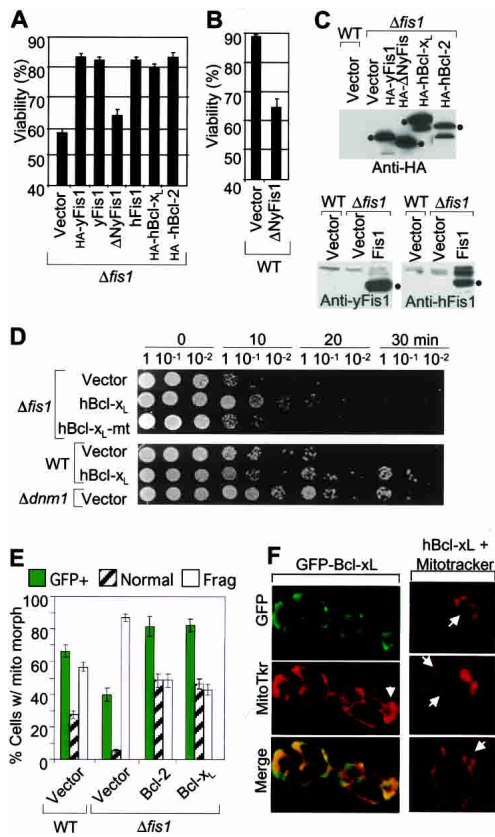 A
Viability (%)
90
80
70
60
50
40
Vector
HA-yFis1
yFis1
ΔNyFis1
hFis1
HA-hBcl-xL
HA-hBcl-2
Δfis1
B
Viability (%)
90
80
70
60
50
40
Vector
ΔNyFis1
WT
C
Δfis1
WT
Vector
Vector
HA-yFis1
HA-ΔNyFis
HA-hBcl-xL
HA-hBcl-2
Anti-HA
WT
Δfis1
Vector
Vector
Fis1
Anti-yFis1
WT
Δfis1
Vector
Vector
Fis1
Anti-hFis1
D
0 10 20 30 min
1 10-1 10-2 1 10-1 10-2 1 10-1 10-2 1 10-1 10-2
Δfis1
Vector
hBcl-xL
hBcl-xL-mt
WT
Vector
hBcl-xL
Δdnm1 Vector
E
GFP+ Normal Frag
% Cells w/ mito morph
100
80
60
40
20
0
Vector
Vector
Bcl-2
Bcl-xL
WT
Δfis1
F
GFP-Bcl-xL
hBcl-xL +
Mitotracker
GFP
MitoTkr
Merge